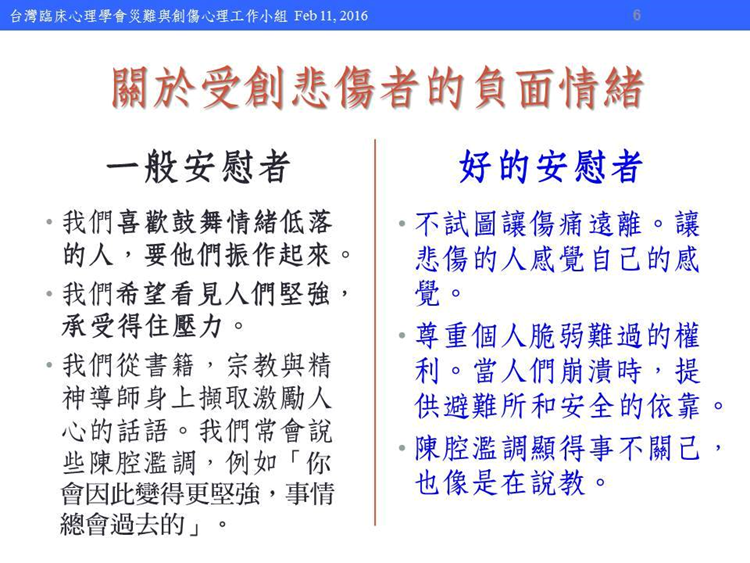 台灣臨床心理學會災難與創傷心理工作小組 Feb 11, 2016
6
關於受創悲傷者的負面情緒
一般安慰者
• 我們喜歡鼓舞情緒低落
的人，要他們振作起來。
• 我們希望看見人們堅強，
承受得住壓力。
• 我們從書籍，宗教與精
神導師身上擷取激勵人
心的話語。我們常會說
些陳腔濫調，例如「你
會因此變得更堅強，事情
總會過去的」。
好的安慰者
• 不試圖讓傷痛遠離。讓
悲傷的人感覺自己的感
覺。
• 尊重個人脆弱難過的權
利。當人們崩潰時，提
供避難所和安全的依靠。
• 陳腔濫調顯得事不關己，
也像是在說教。